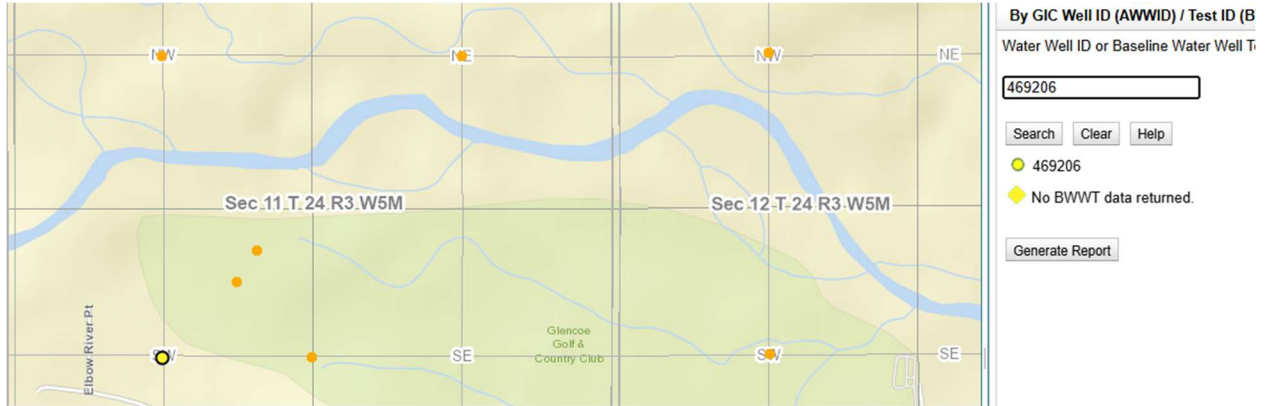 NW
NE
NW
NE
Sec 11 T 24 R3 W5M
Sec 12 T 24 R3 W5M
Elbow River Pt
SW
SE
Glencoe
Golf &
Country Club
SW
SE
By GIC Well ID (AWWID) / Test ID (B
Water Well ID or Baseline Water Well T
469206
Search Clear Help
469206
No BWWT data returned.
Generate Report